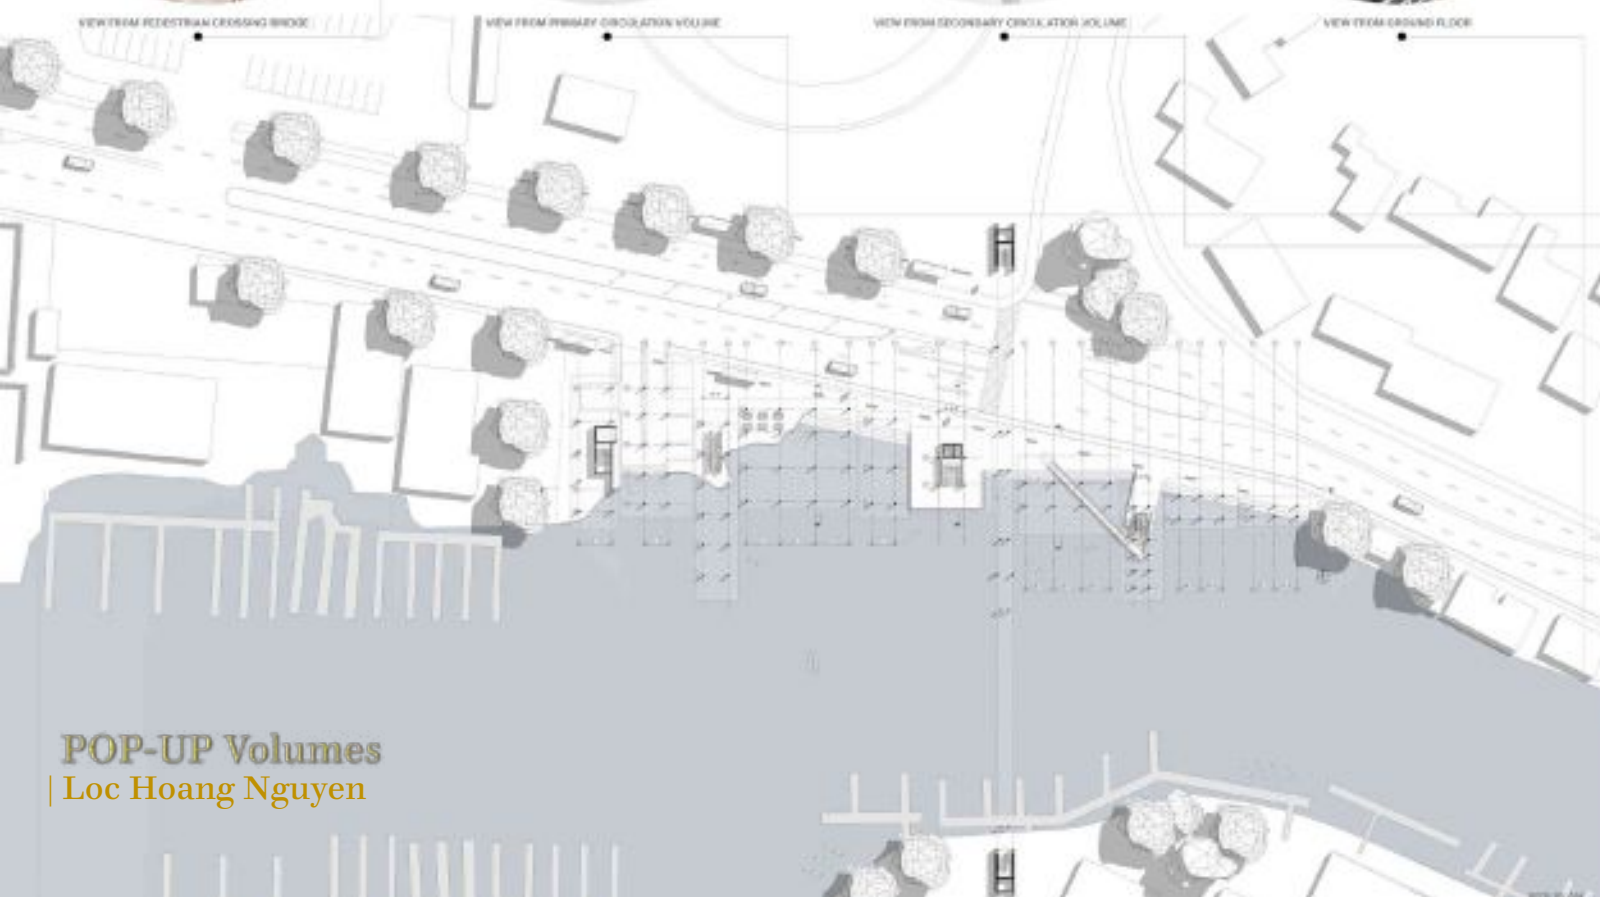 VIEW FROM PEDESTRIAN CROSSING BRIDGE
VIEW FROM PRIMARY CIRCULATION VOLUME
VIEW FROM SECONDARY CIRCULATION VOLUME
VIEW FROM GROUND FLOOR
POP-UP Volumes
| Loc Hoang Nguyen